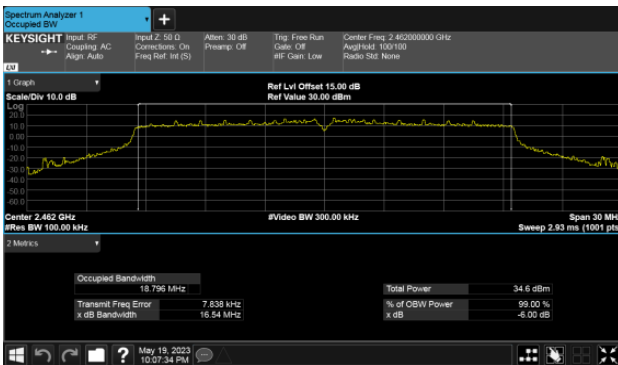 Spectrum Analyzer 1
Occupied BW
KEYSIGHT Input: RF Input Z: 50 Ω Atten: 30 dB Trig: Free Run Center Freq: 2.462000000 GHz
Coupling: AC Corrections: On Preamp: Off Gate: Off Avg|Hold: 100/100
Align: Auto Freq Ref: Int (S) #IF Gain: Low Radio Std: None
LXI
1 Graph Ref Lvl Offset 15.00 dB
Scale/Div 10.0 dB Ref Value 30.00 dBm
Log
20.0
10.0
0.00
-10.0
-20.0
-30.0
-40.0
-50.0
-60.0
Center 2.462 GHz #Video BW 300.00 kHz Span 30 MH
#Res BW 100.00 kHz Sweep 2.93 ms (1001 pts
2 Metrics
Occupied Bandwidth
18.796 MHz Total Power 34.6 dBm
Transmit Freq Error 7.838 kHz % of OBW Power 99.00 %
x dB Bandwidth 16.54 MHz x dB -6.00 dB
? May 19, 2023
10:07:34 PM